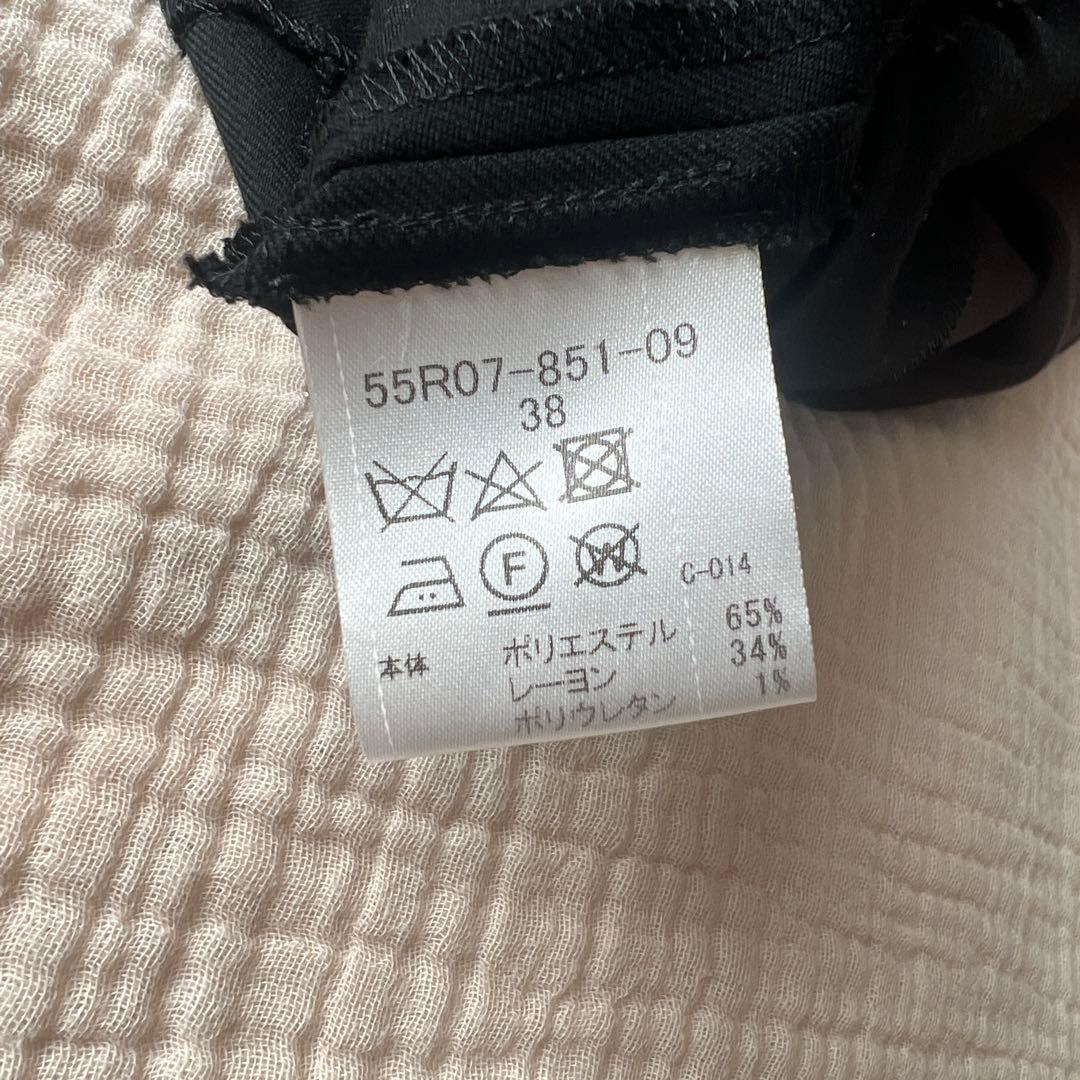 55R07-851-09
38
F W C-014
本体 ポリエステル 65%
レーヨン 34%
ポリウレタン 1%